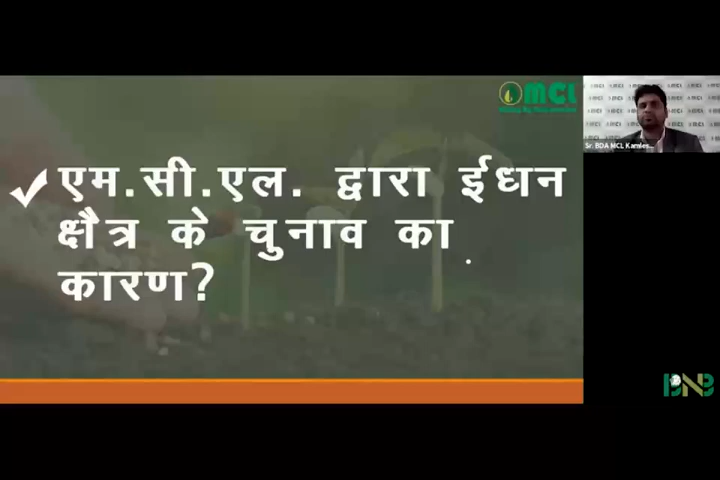 MCL
एम.सी.एल. द्वारा ईधन
क्षैत्र के चुनाव का
कारण?
Sr. BDA MCL Kamles...
BNB